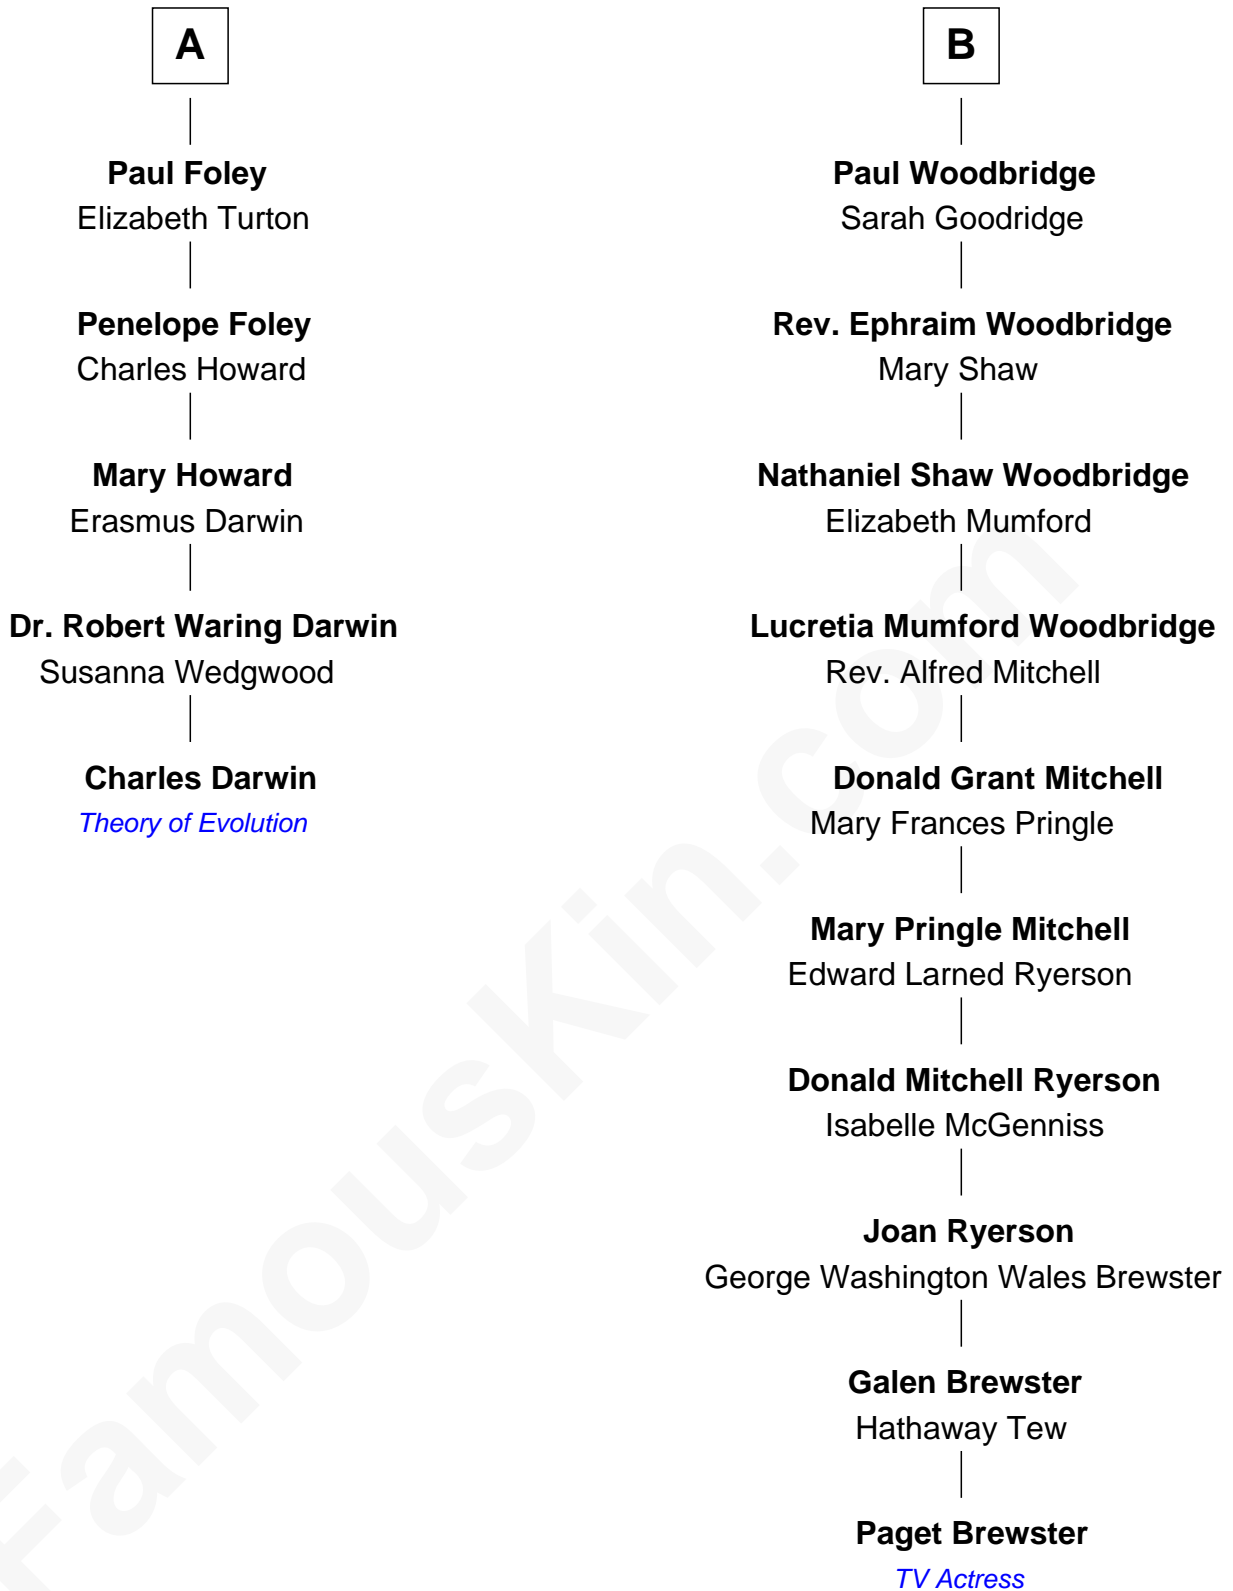 A
Paul Foley
Elizabeth Turton
Penelope Foley
Charles Howard
Mary Howard
Erasmus Darwin
Dr. Robert Waring Darwin
Susanna Wedgwood
Charles Darwin
Theory of Evolution
B
Paul Woodbridge
Sarah Goodridge
Rev. Ephraim Woodbridge
Mary Shaw
Nathaniel Shaw Woodbridge
Elizabeth Mumford
Lucretia Mumford Woodbridge
Rev. Alfred Mitchell
Donald Grant Mitchell
Mary Frances Pringle
Mary Pringle Mitchell
Edward Larned Ryerson
Donald Mitchell Ryerson
Isabelle McGenniss
Joan Ryerson
George Washington Wales Brewster
Galen Brewster
Hathaway Tew
Paget Brewster
TV Actress
FamousKin.com